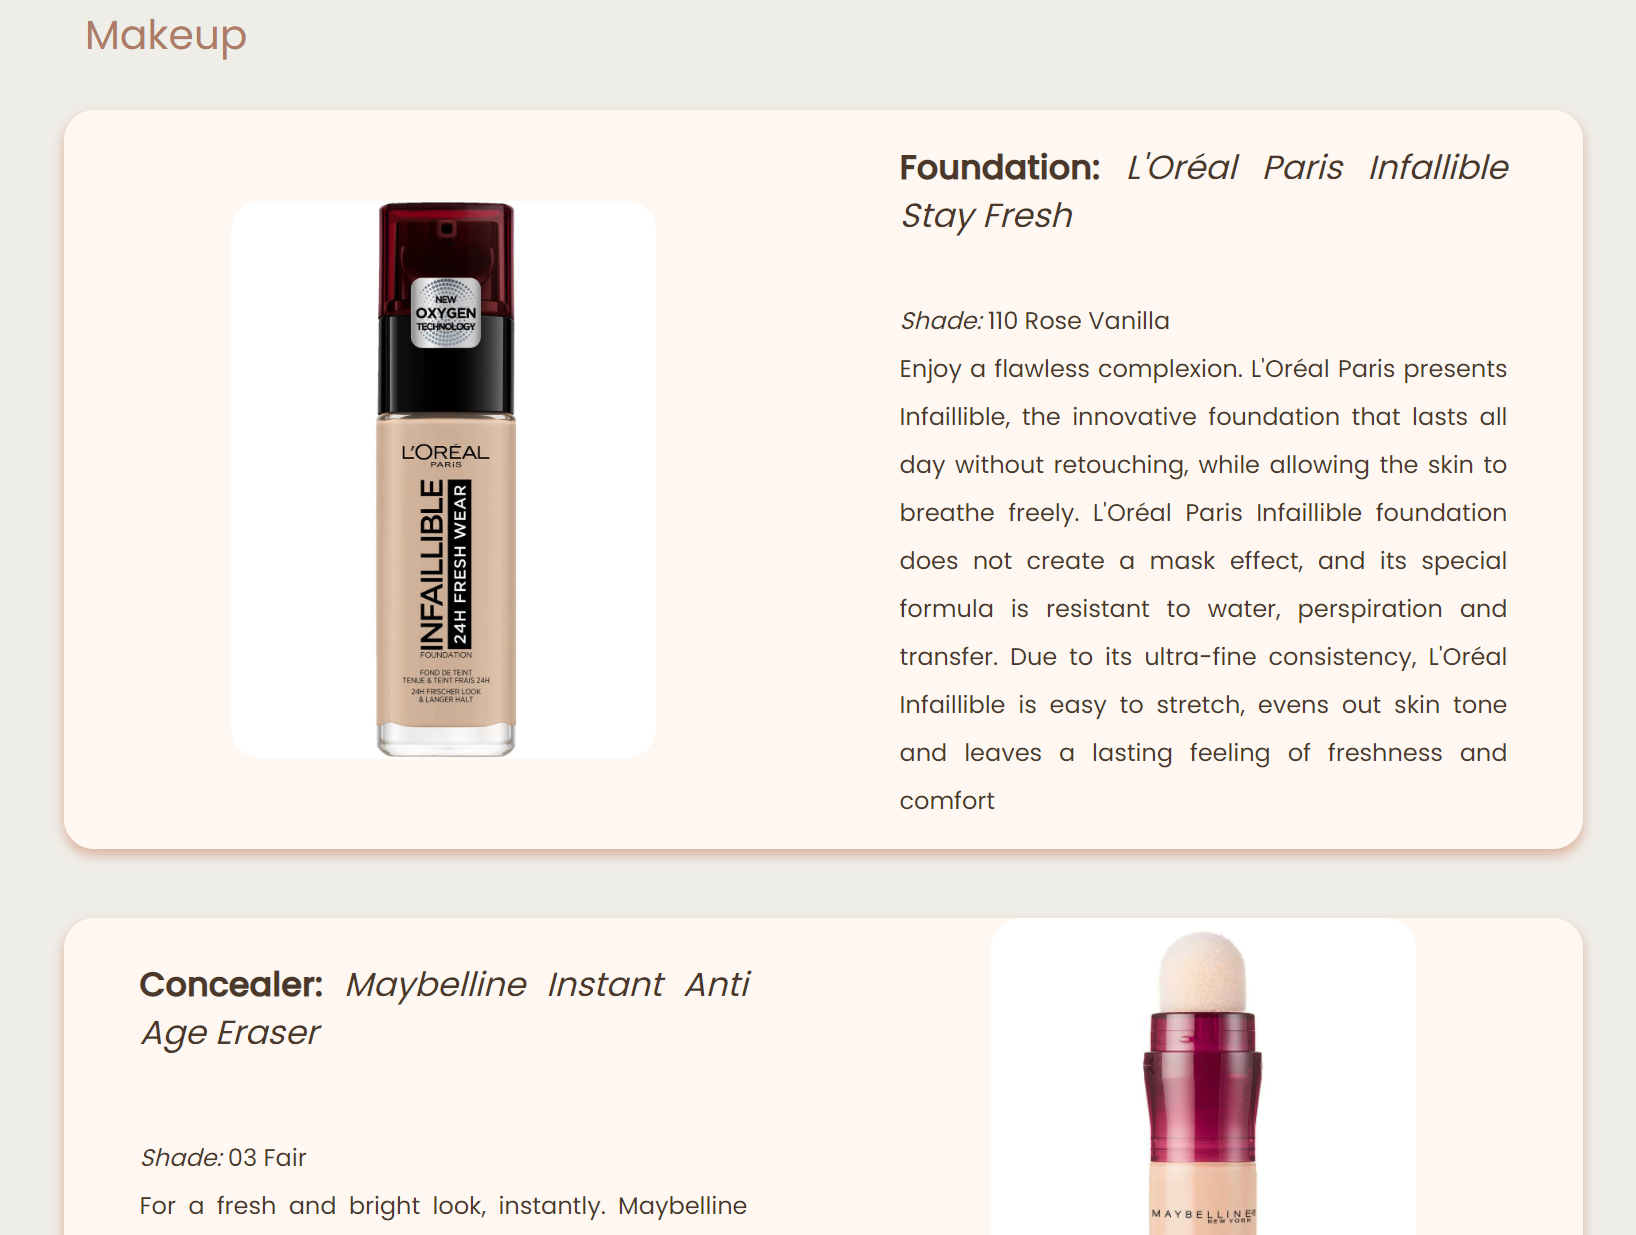 Makeup
NEW
OXYGEN
TECHNOLOGY
L'ORÉAL
PARIS
INFAILLIBLE
24H FRESH WEAR
FOUNDATION
FOND DE TEINT
TENUE & TEINT FRAIS 24H
24H FRISCHER LOOK
& LANGER HALT
Foundation: L'Oréal Paris Infallible
Stay Fresh
Shade: 110 Rose Vanilla
Enjoy a flawless complexion. L'Oréal Paris presents
Infaillible, the innovative foundation that lasts all
day without retouching, while allowing the skin to
breathe freely. L'Oréal Paris Infaillible foundation
does not create a mask effect, and its special
formula is resistant to water, perspiration and
transfer. Due to its ultra-fine consistency, L'Oréal
Infaillible is easy to stretch, evens out skin tone
and leaves a lasting feeling of freshness and
comfort
Concealer: Maybelline Instant Anti
Age Eraser
Shade: 03 Fair
For a fresh and bright look, instantly. Maybelline
MAYBELLINE
NEW YORK